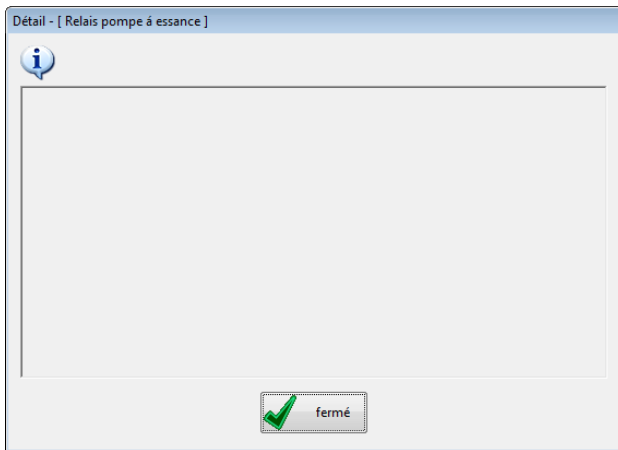 Détail - [ Relais pompe á essance ]
fermé